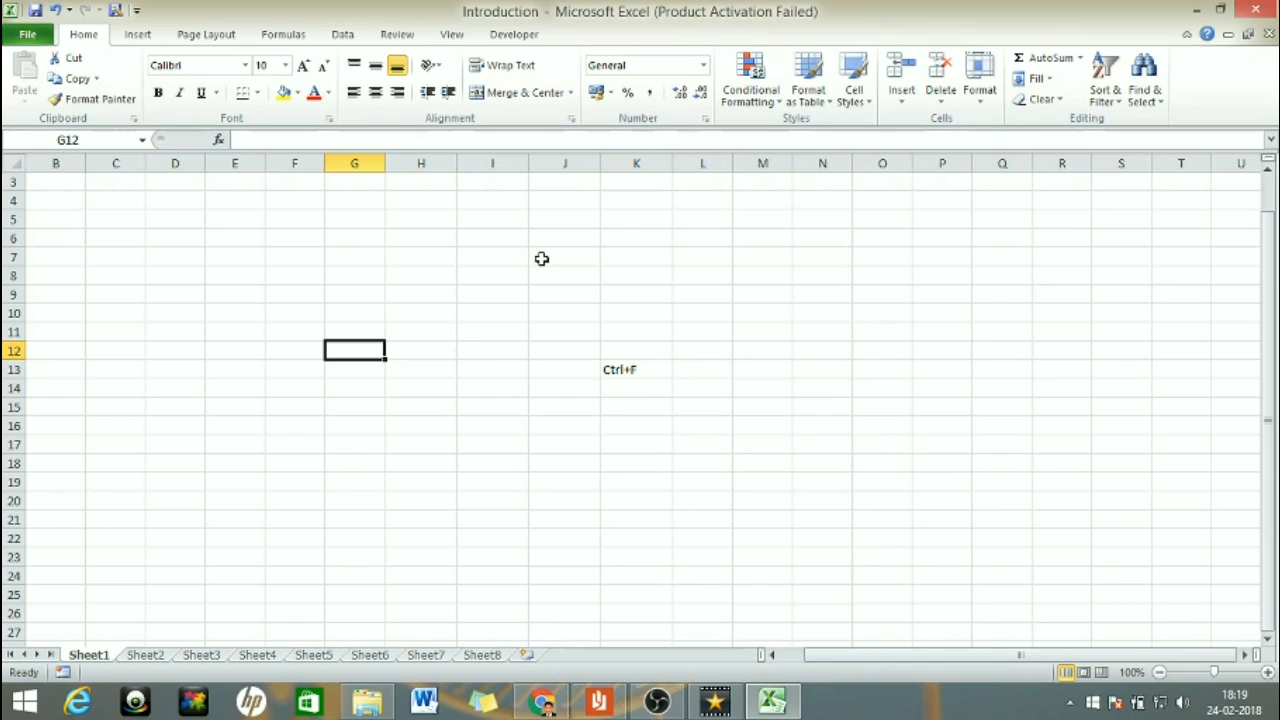 Introduction - Microsoft Excel (Product Activation Failed)
File Home Insert Page Layout Formulas Data Review View Developer
Paste
Cut
Copy
Format Painter
Clipboard
Calibri 10
B I U
A A
A
Font
Wrap Text
Merge & Center
Alignment
General
% ,
Number
Conditional Formatting
Format as Table
Cell Styles
Styles
Insert
Delete
Format
Cells
Σ AutoSum
Fill
Clear
Sort & Filter
Find & Select
Editing
G12 fx
B C D E F G H I J K L M N O P Q R S T U
3
4
5
6
7
8
9
10
11
12
13 Ctrl+F
14
15
16
17
18
19
20
21
22
23
24
25
26
27
Sheet1 Sheet2 Sheet3 Sheet4 Sheet5 Sheet6 Sheet7 Sheet8
Ready 100%
hp W
18:19
24-02-2018